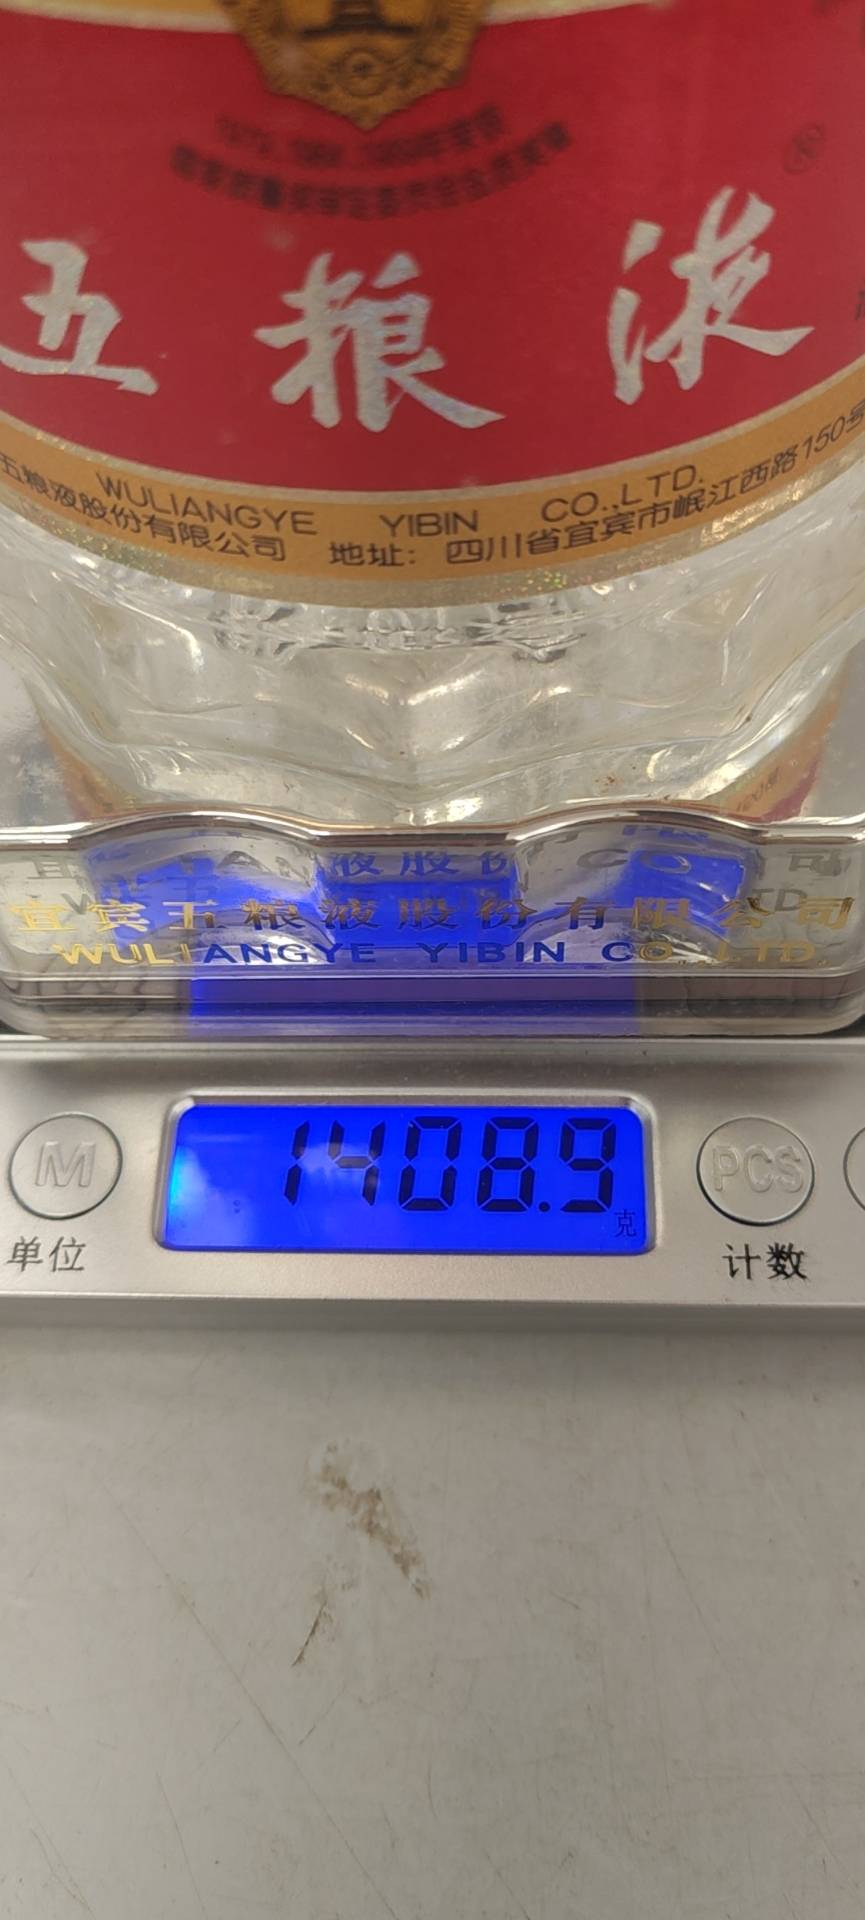 五粮液
WULIANGYE YIBIN CO.,LTD.
五粮液股份有限公司 地址：四川省宜宾市岷江西路150号
宜宾五粮液股份有限公司
WULIANGYE YIBIN CO.,LTD.
M
单位
1408.9
克
PCS
计数